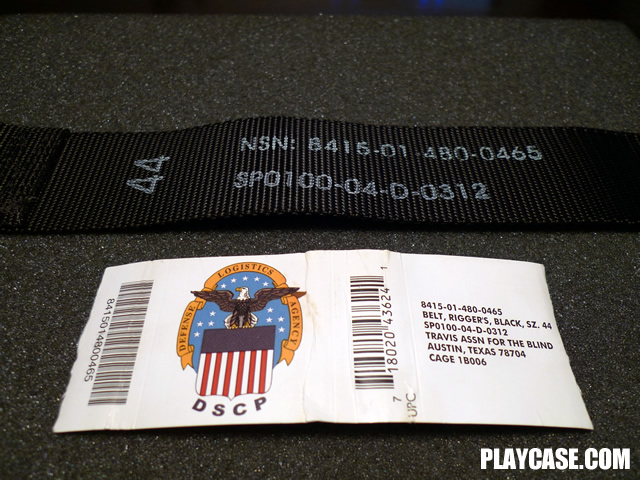 44
NSN: 8415-01-480-0465
SP0100-04-D-0312
8415014800465
DEFENSE LOGISTICS AGENCY
DSCP
7 18020 43624 1
UPC
8415-01-480-0465
BELT, RIGGER'S, BLACK, SZ. 44
SP0100-04-D-0312
TRAVIS ASSN FOR THE BLIND
AUSTIN, TEXAS 78704
CAGE 1B006
PLAYCASE.COM